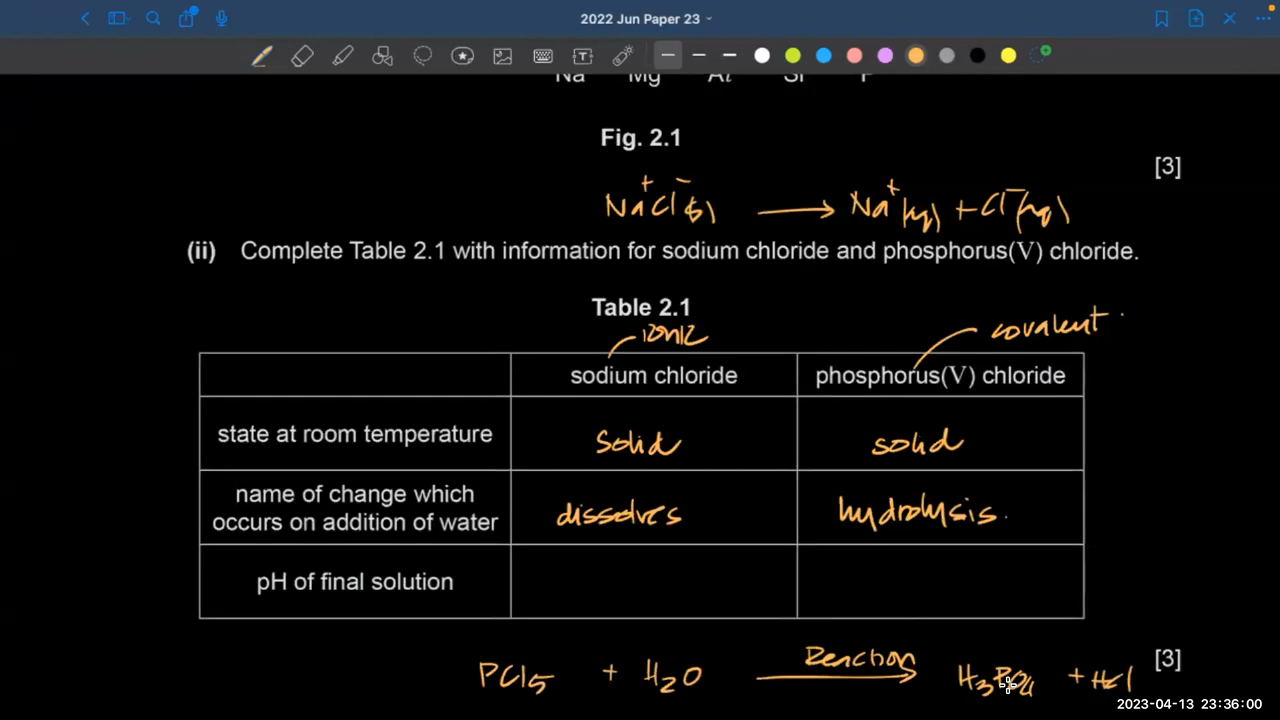 2022 Jun Paper 23
Na Mg Al Si P
Fig. 2.1
[3]
Na⁺Cl⁻(s) → Na⁺(aq) + Cl⁻(aq)
(ii) Complete Table 2.1 with information for sodium chloride and phosphorus(V) chloride.
Table 2.1
ionic covalent
sodium chloride phosphorus(V) chloride
state at room temperature Solid solid
name of change which
occurs on addition of water dissolves hydrolysis.
pH of final solution
[3]
Reaction
PCl5 + H2O → H3PO4 + HCl
2023-04-13 23:36:00